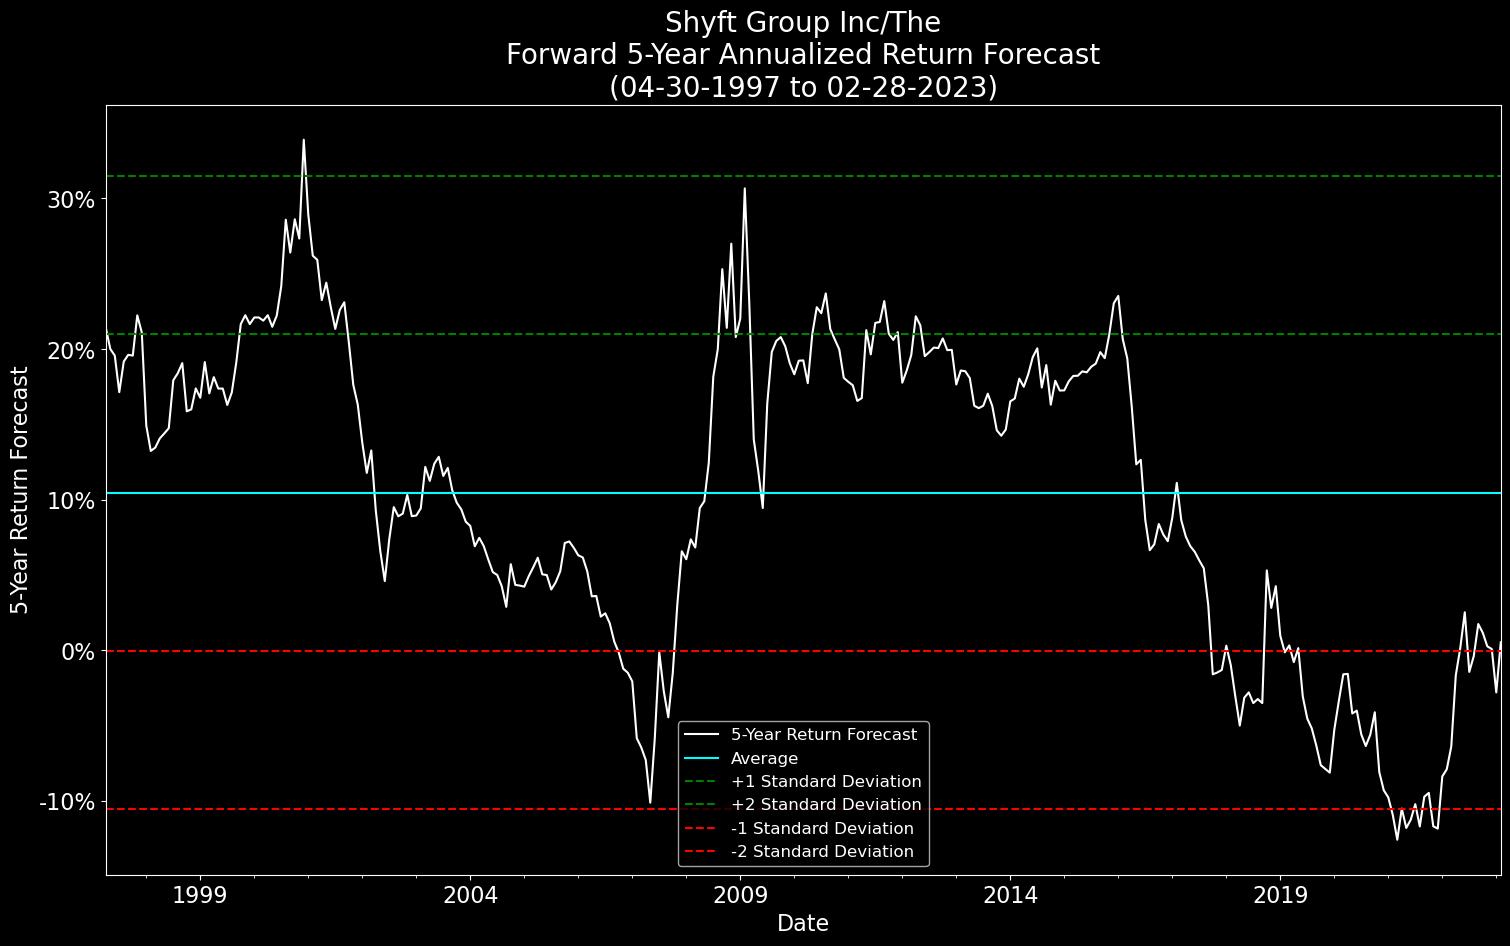 Shyft Group Inc/The
Forward 5-Year Annualized Return Forecast
(04-30-1997 to 02-28-2023)
5-Year Return Forecast
30%
20%
10%
0%
-10%
5-Year Return Forecast
Average
+1 Standard Deviation
+2 Standard Deviation
-1 Standard Deviation
-2 Standard Deviation
1999
2004
2009
2014
2019
Date